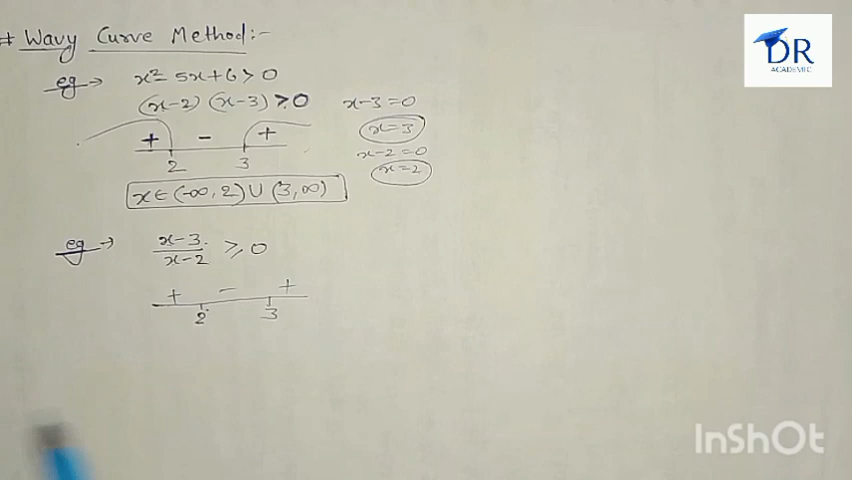 # Wavy Curve Method:-
eg → x² - 5x + 6 > 0
(x-2) (x-3) > 0
x-3=0
x=3
x-2=0
x=2
+ - +
2 3
x ∈ (-∞, 2) ∪ (3, ∞)
eg → x-3 / x-2 ≥ 0
+ - +
2 3
DR
ACADEMIC
InShOt